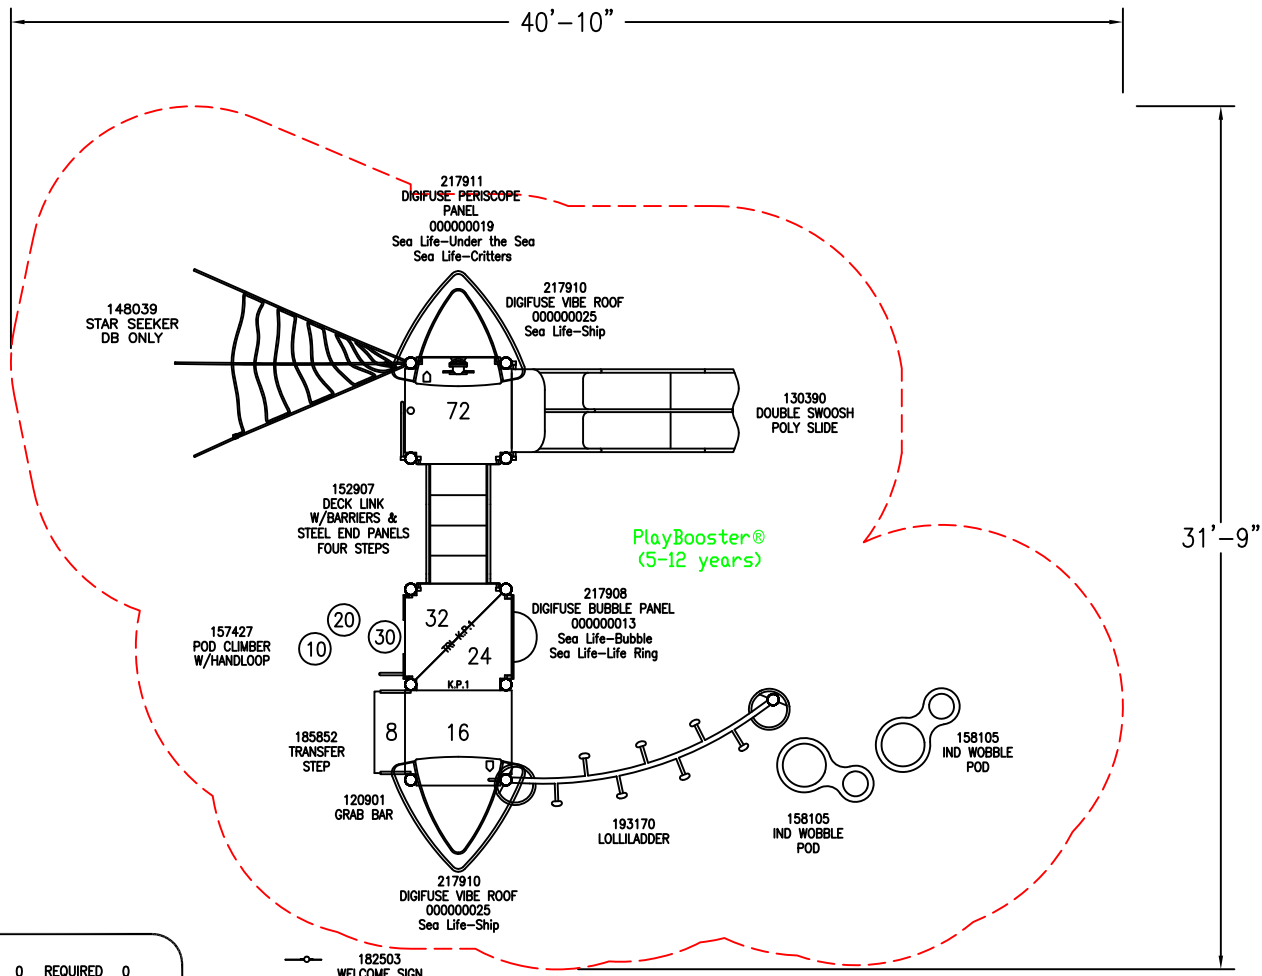 40'-10"
217911
DIGIFUSE PERISCOPE
PANEL
000000019
Sea Life-Under the Sea
Sea Life-Critters
217910
DIGIFUSE VIBE ROOF
000000025
Sea Life-Ship
148039
STAR SEEKER
DB ONLY
72
130390
DOUBLE SWOOSH
POLY SLIDE
152907
DECK LINK
W/BARRIERS &
STEEL END PANELS
FOUR STEPS
PlayBooster®
(5-12 years)
31'-9"
217908
DIGIFUSE BUBBLE PANEL
000000013
Sea Life-Bubble
Sea Life-Life Ring
32
TRI K.P.1
24
K.P.1
20
30
10
157427
POD CLIMBER
W/HANDLOOP
8
16
185852
TRANSFER
STEP
120901
GRAB BAR
158105
IND WOBBLE
POD
158105
IND WOBBLE
POD
193170
LOLLILADDER
217910
DIGIFUSE VIBE ROOF
000000025
Sea Life-Ship
182503
WELCOME SIGN
0 REQUIRED 0